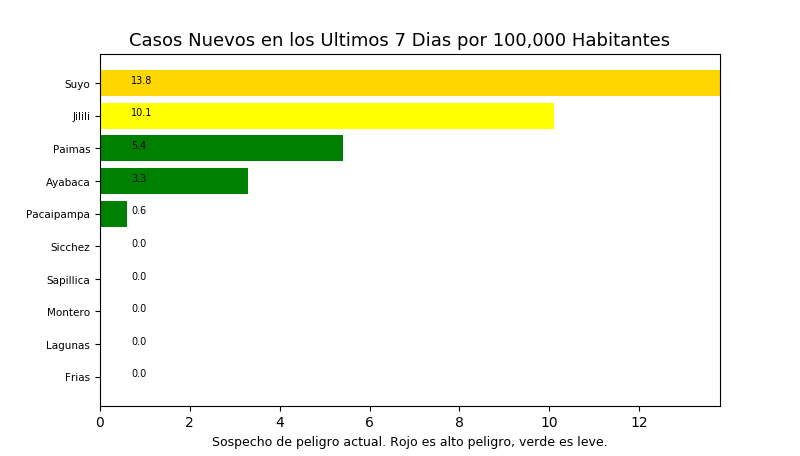 Casos Nuevos en los Ultimos 7 Dias por 100,000 Habitantes
Suyo 13.8
Jilili 10.1
Paimas 5.4
Ayabaca 3.3
Pacaipampa 0.6
Sicchez 0.0
Sapillica 0.0
Montero 0.0
Lagunas 0.0
Frias 0.0
0 2 4 6 8 10 12
Sospecho de peligro actual. Rojo es alto peligro, verde es leve.